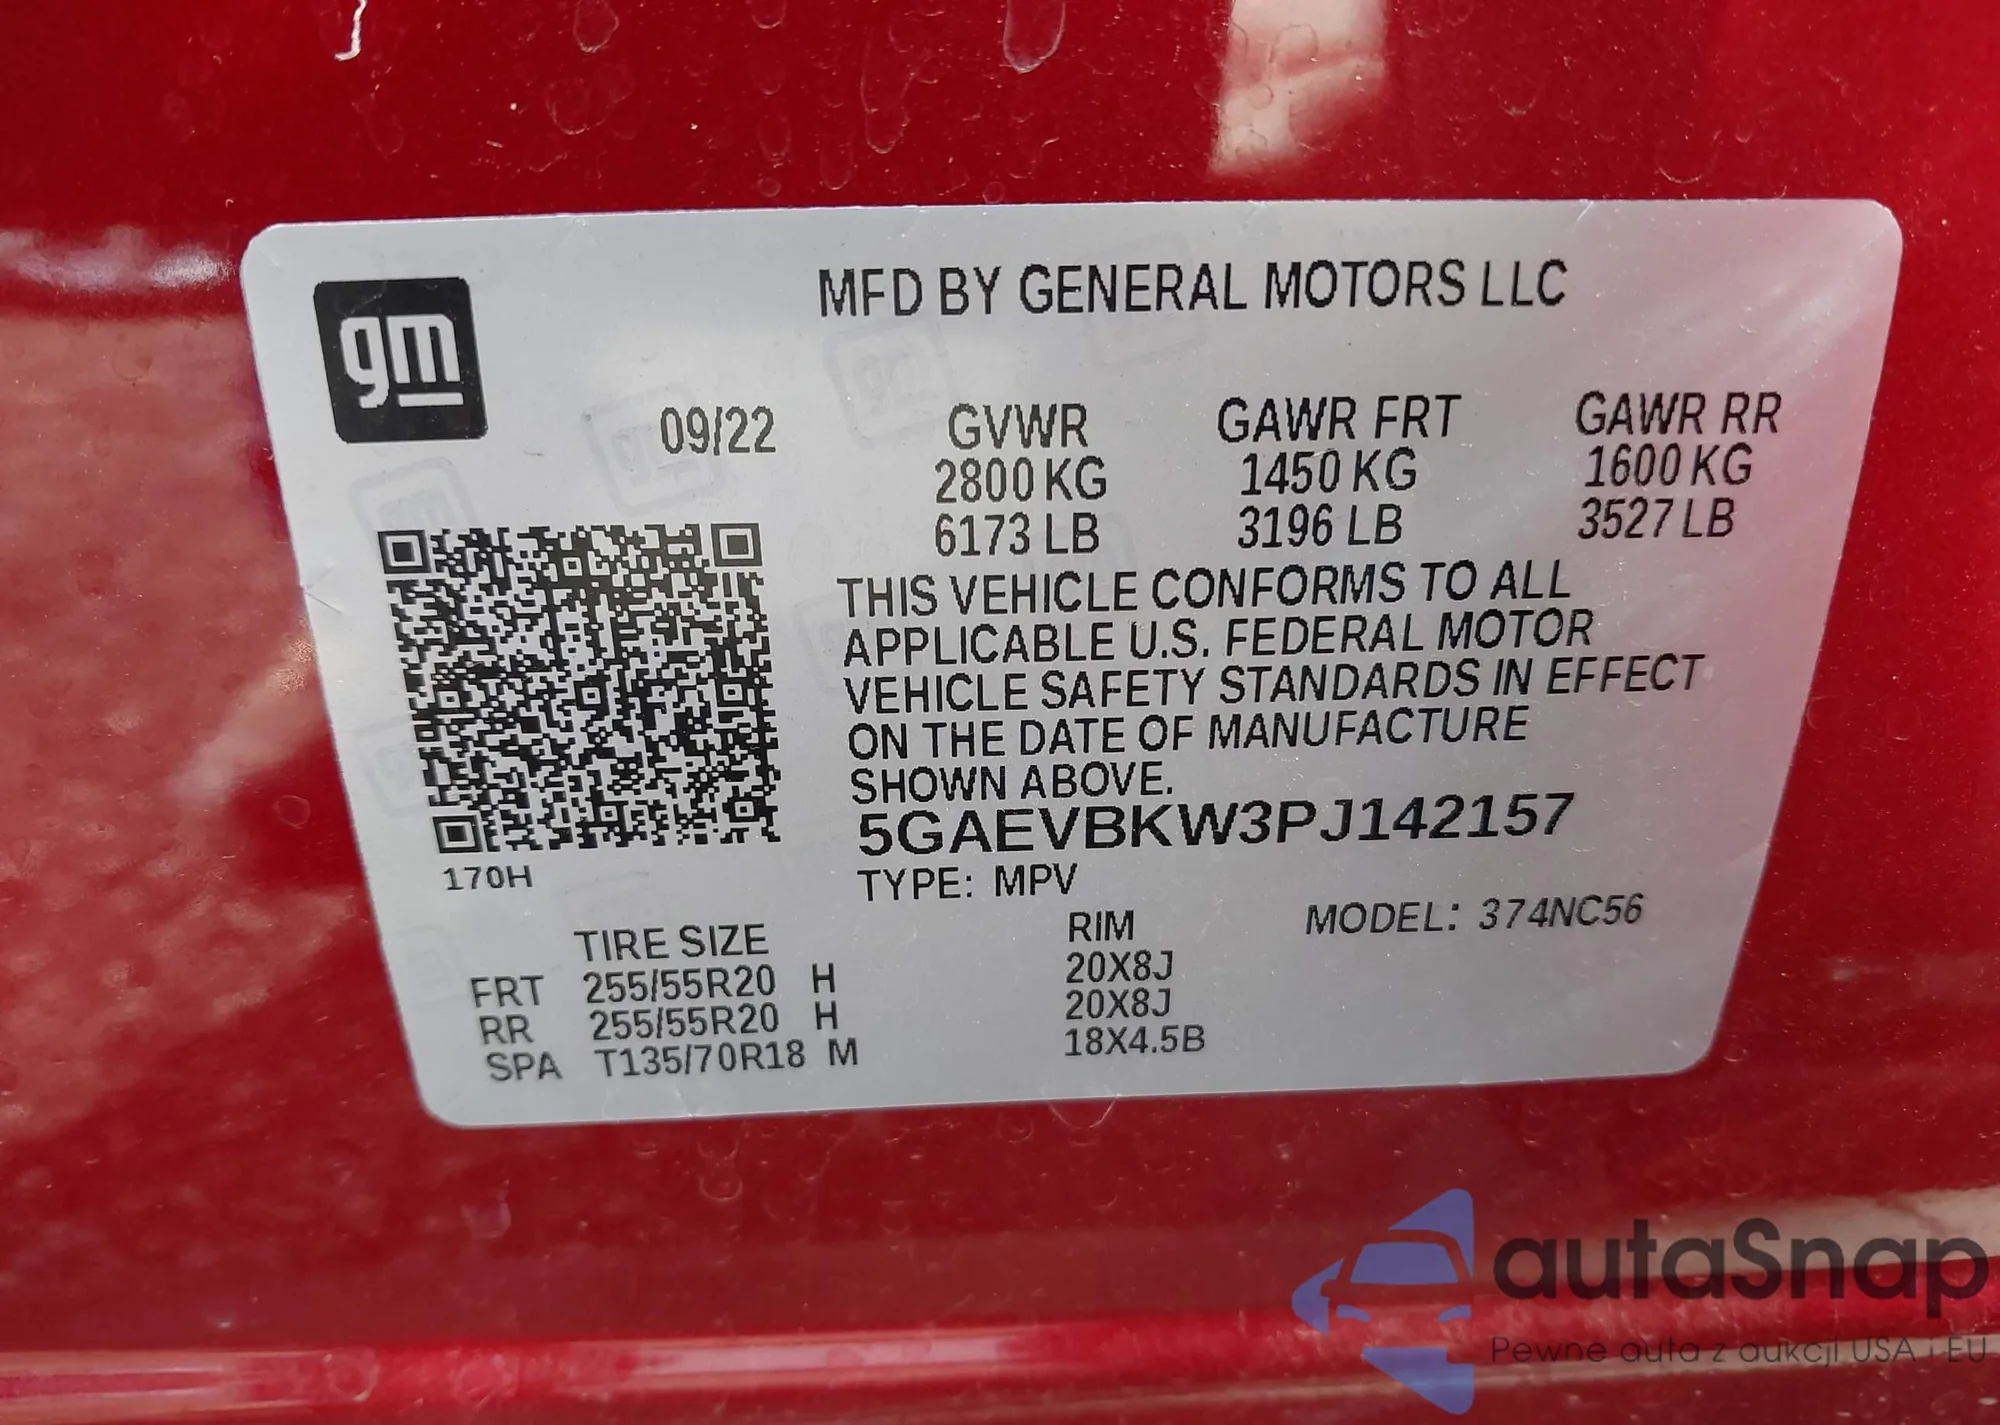 gm
MFD BY GENERAL MOTORS LLC
09/22 GVWR GAWR FRT GAWR RR
2800 KG 1450 KG 1600 KG
6173 LB 3196 LB 3527 LB
THIS VEHICLE CONFORMS TO ALL
APPLICABLE U.S. FEDERAL MOTOR
VEHICLE SAFETY STANDARDS IN EFFECT
ON THE DATE OF MANUFACTURE
SHOWN ABOVE.
5GAEVBKW3PJ142157
170H
TYPE: MPV
TIRE SIZE RIM MODEL: 374NC56
FRT 255/55R20 H 20X8J
RR 255/55R20 H 20X8J
SPA T135/70R18 M 18X4.5B
autaSnap
Pewne auta z aukcji USA i EU